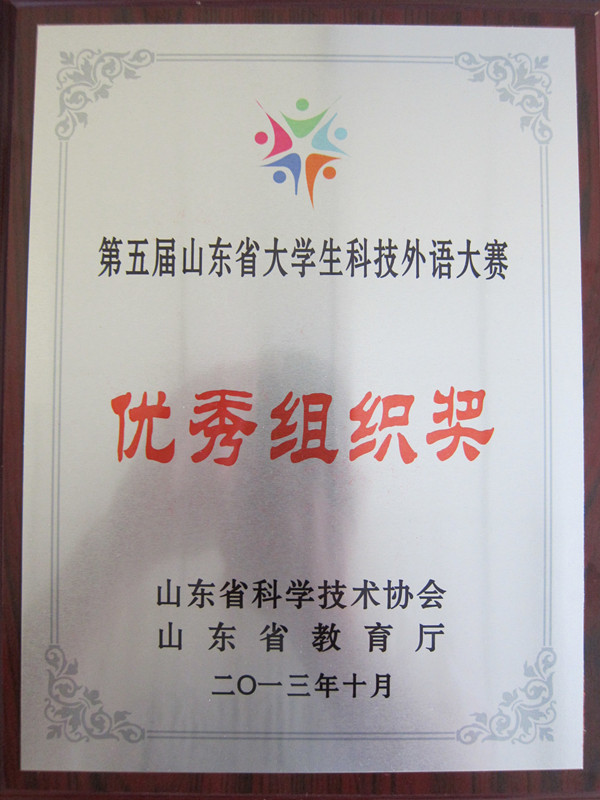 第五届山东省大学生科技外语大赛
优秀组织奖
山东省科学技术协会
山东省教育厅
二〇一三年十月